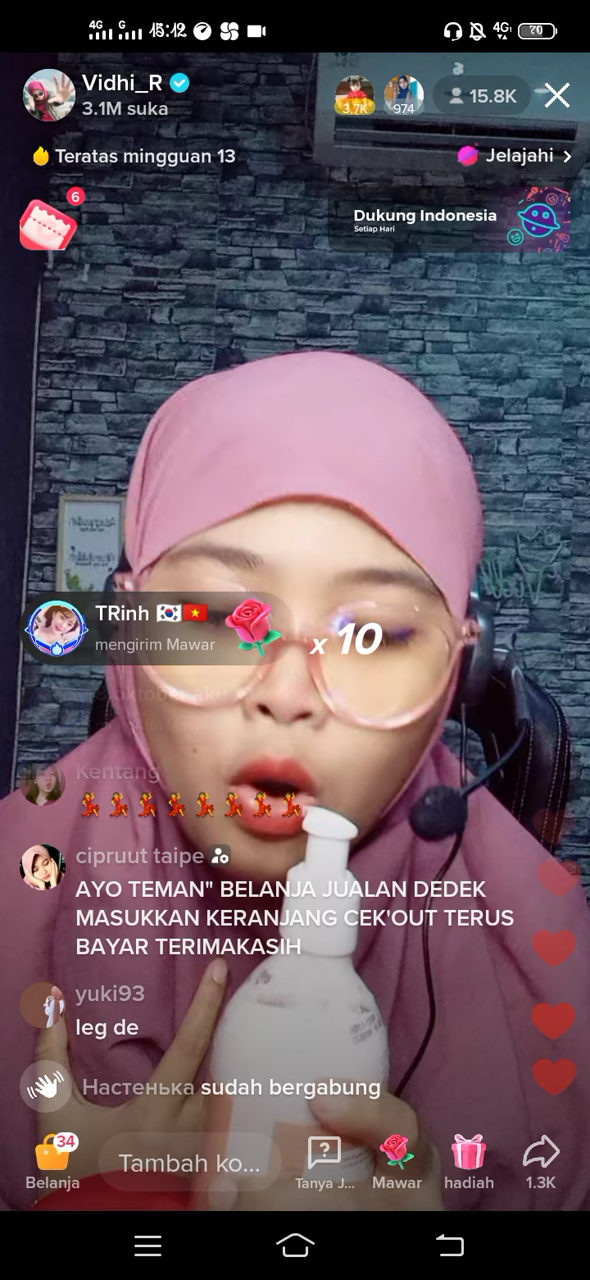 4G G 15:12 4G 70
Vidhi_R
3.1M suka
3.7K 974 15.8K
Teratas mingguan 13
Jelajahi
6
Dukung Indonesia
Setiap Hari
TRinh
mengirim Mawar
x 10
Kentang
cipruut taipe
AYO TEMAN" BELANJA JUALAN DEDEK
MASUKKAN KERANJANG CEK'OUT TERUS
BAYAR TERIMAKASIH
yuki93
leg de
Настенька sudah bergabung
34
Tambah ko...
Belanja
Tanya J...
Mawar
hadiah
1.3K